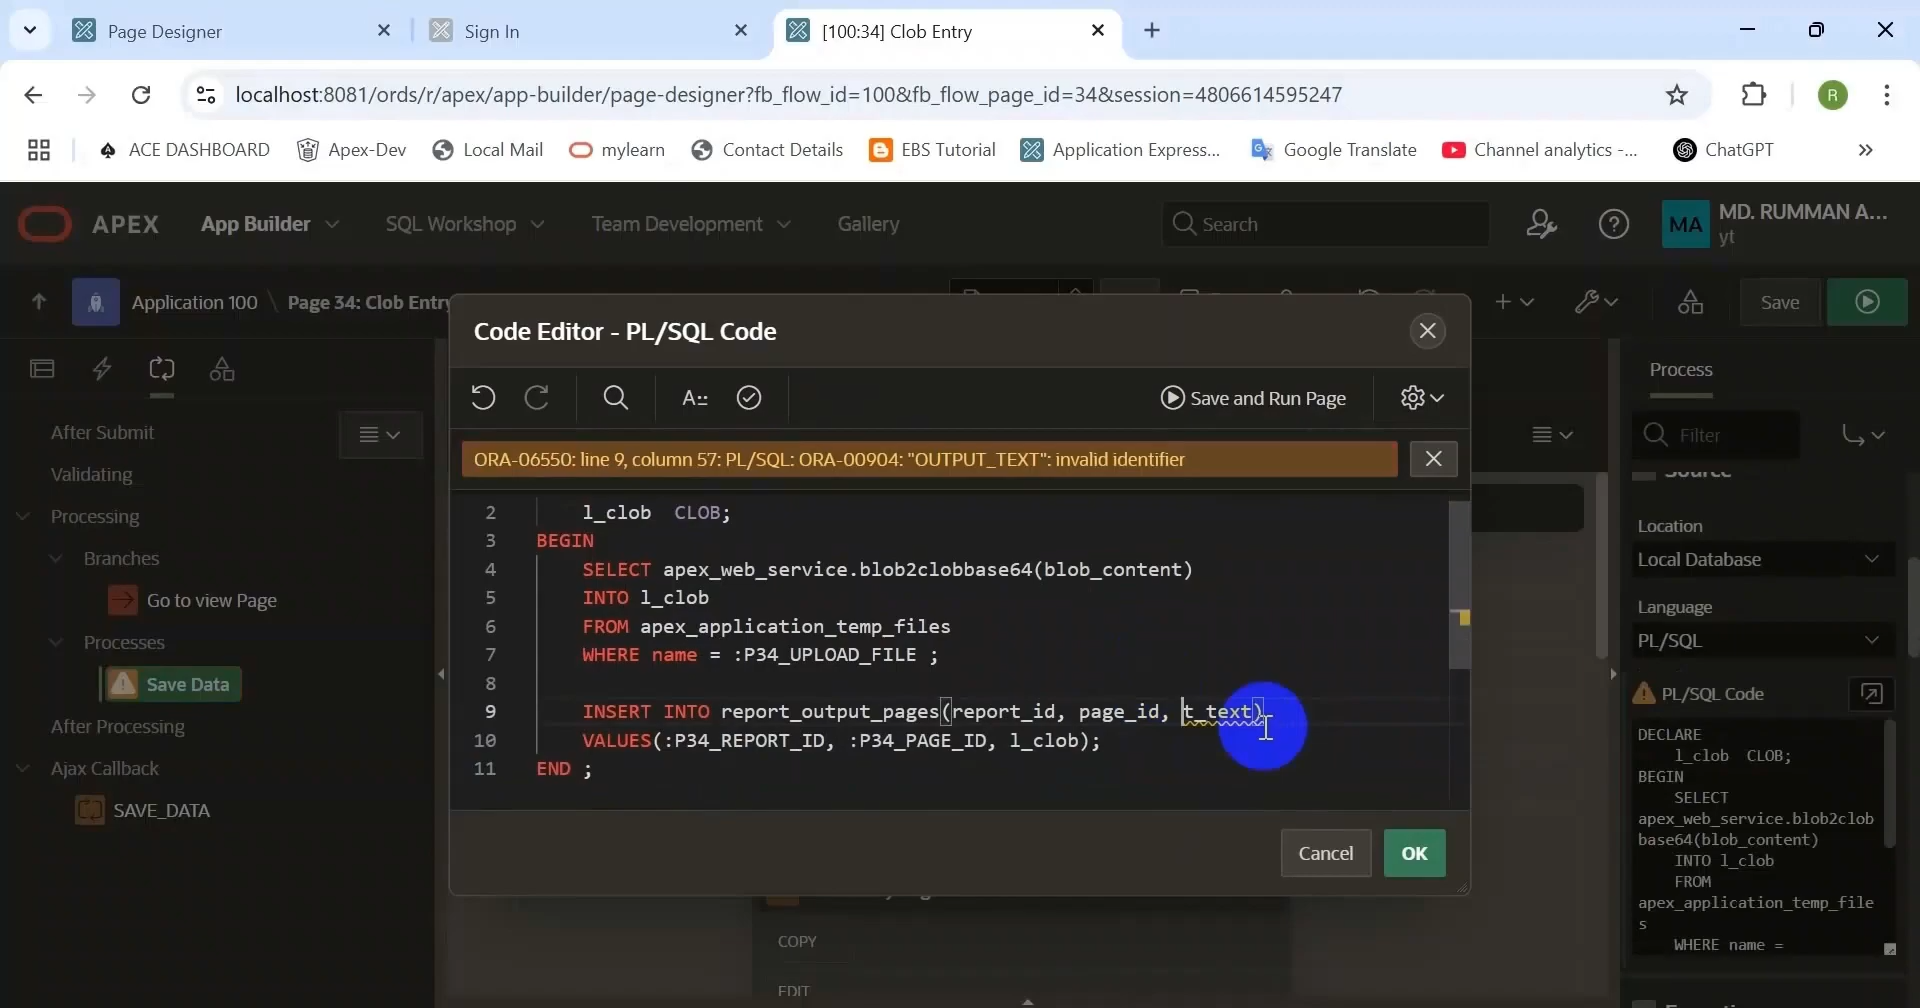 Page Designer
Sign In
[100:34] Clob Entry
localhost:8081/ords/r/apex/app-builder/page-designer?fb_flow_id=100&fb_flow_page_id=34&session=4806614595247
R
ACE DASHBOARD
Apex-Dev
Local Mail
mylearn
Contact Details
EBS Tutorial
Application Express...
Google Translate
Channel analytics -...
ChatGPT
APEX
App Builder
SQL Workshop
Team Development
Gallery
Search
MA
MD. RUMMAN A...
yt
Application 100 \ Page 34: Clob Entry
Save
Code Editor - PL/SQL Code
Save and Run Page
ORA-06550: line 9, column 57: PL/SQL: ORA-00904: "OUTPUT_TEXT": invalid identifier
2 l_clob CLOB;
3 BEGIN
4 SELECT apex_web_service.blob2clobbase64(blob_content)
5 INTO l_clob
6 FROM apex_application_temp_files
7 WHERE name = :P34_UPLOAD_FILE ;
8
9 INSERT INTO report_output_pages(report_id, page_id, t_text)
10 VALUES(:P34_REPORT_ID, :P34_PAGE_ID, l_clob);
11 END ;
Cancel
OK
After Submit
Validating
Processing
Branches
Go to view Page
Processes
Save Data
After Processing
Ajax Callback
SAVE_DATA
COPY
EDIT
Process
Filter
Source
Location
Local Database
Language
PL/SQL
PL/SQL Code
DECLARE
l_clob CLOB;
BEGIN
SELECT
apex_web_service.blob2clob
base64(blob_content)
INTO l_clob
FROM
apex_application_temp_file
s
WHERE name =